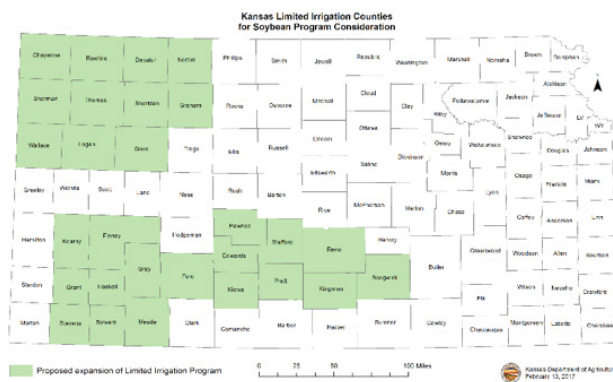 Kansas Limited Irrigation Counties
for Soybean Program Consideration
Cheyenne Rawlins Decatur Norton Phillips Smith Jewell Republic Washington Marshall Nemaha Brown Doniphan
Sherman Thomas Sheridan Graham Rooks Osborne Mitchell Cloud Clay Riley Pottawatomie Jackson Atchison
Jefferson LV WY
Wallace Logan Gove Trego Ellis Russell Lincoln Ottawa Saline Dickinson Geary Wabaunsee Shawnee Douglas Johnson
Greeley Wichita Scott Lane Ness Rush Barton Ellsworth Rice McPherson Marion Morris Chase Lyon Osage Franklin Miami
Hamilton Kearny Finney Hodgeman Pawnee Stafford Reno Harvey Coffey Anderson Linn
Stanton Grant Haskell Gray Ford Edwards Kiowa Pratt Kingman Sedgwick Butler Greenwood Woodson Allen Bourbon
Morton Stevens Seward Meade Clark Comanche Barber Harper Sumner Cowley Elk Chautauqua Wilson Montgomery Neosho Labette Crawford Cherokee
Proposed expansion of Limited Irrigation Program
0 25 50 100 Miles
Kansas Department of Agriculture
February 13, 2017